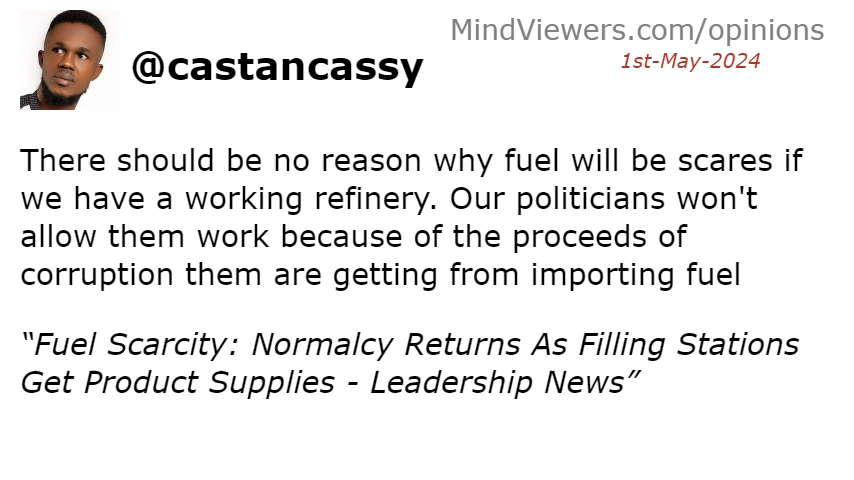 MindViewers.com/opinions
1st-May-2024
@castancassy
There should be no reason why fuel will be scares if
we have a working refinery. Our politicians won't
allow them work because of the proceeds of
corruption them are getting from importing fuel
“Fuel Scarcity: Normalcy Returns As Filling Stations
Get Product Supplies - Leadership News”